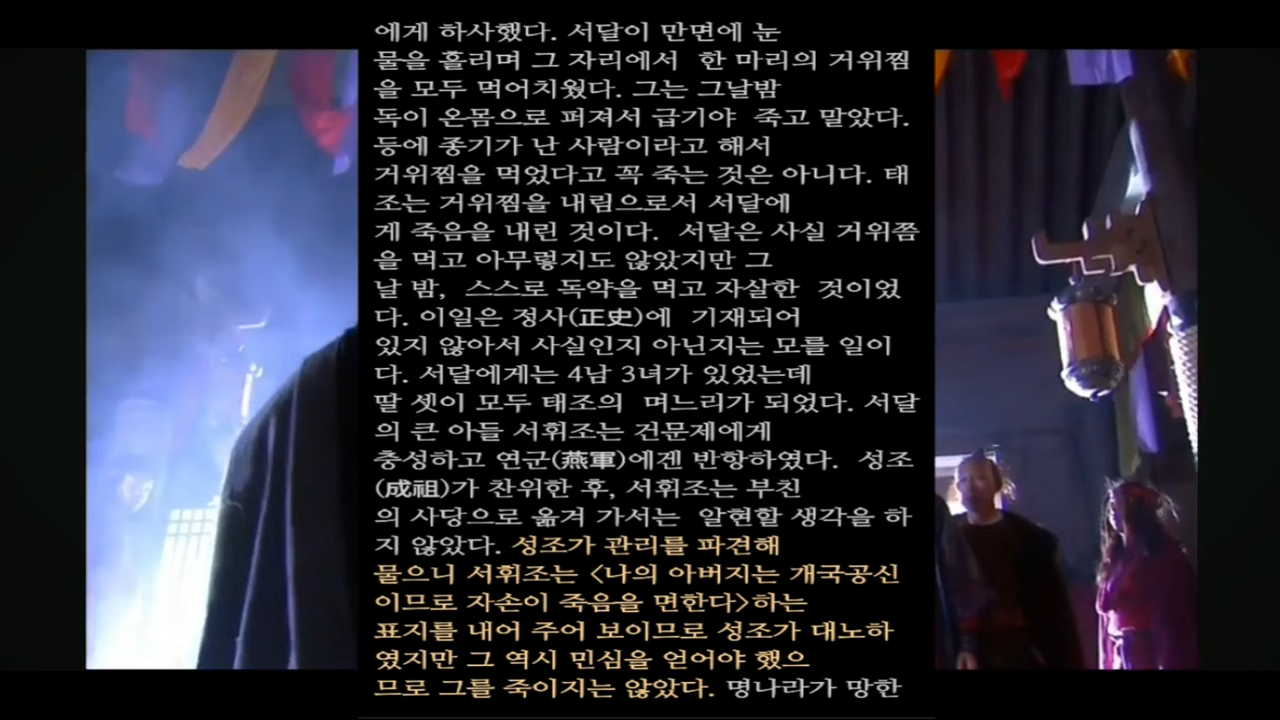 에게 하사했다. 서달이 만면에 눈
물을 흘리며 그 자리에서 한 마리의 거위찜
을 모두 먹어치웠다. 그는 그날밤
독이 온몸으로 퍼져서 급기야 죽고 말았다.
등에 종기가 난 사람이라고 해서
거위찜을 먹었다고 꼭 죽는 것은 아니다. 태
조는 거위찜을 내림으로서 서달에
게 죽음을 내린 것이다. 서달은 사실 거위쯤
을 먹고 아무렇지도 않았지만 그
날 밤, 스스로 독약을 먹고 자살한 것이었
다. 이일은 정사(正史)에 기재되어
있지 않아서 사실인지 아닌지는 모를 일이
다. 서달에게는 4남 3녀가 있었는데
딸 셋이 모두 태조의 며느리가 되었다. 서달
의 큰 아들 서휘조는 건문제에게
충성하고 연군(燕軍)에겐 반항하였다. 성조
(成祖)가 찬위한 후, 서휘조는 부친
의 사당으로 옮겨 가서는 알현할 생각을 하
지 않았다. 성조가 관리를 파견해
물으니 서휘조는 〈나의 아버지는 개국공신
이므로 자손이 죽음을 면한다〉하는
표지를 내어 주어 보이므로 성조가 대노하
였지만 그 역시 민심을 얻어야 했으
므로 그를 죽이지는 않았다. 명나라가 망한